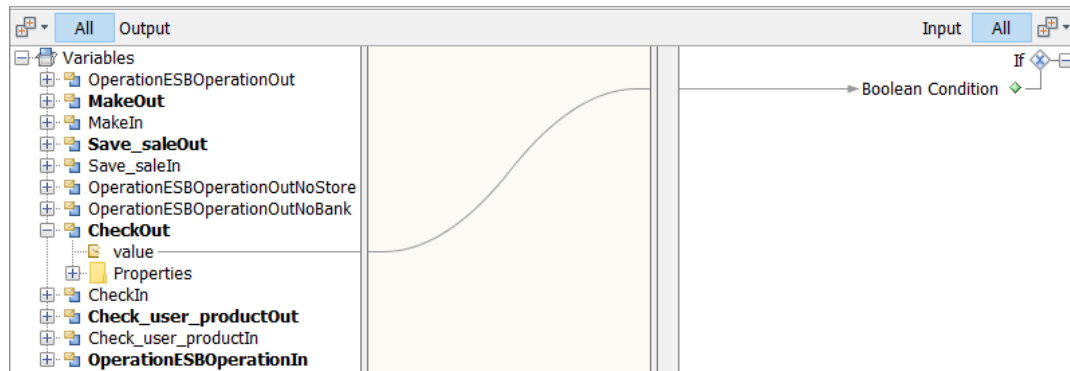 All Output Input All
Variables If
OperationESBOperationOut
Boolean Condition
MakeOut
MakeIn
Save_saleOut
Save_saleIn
OperationESBOperationOutNoStore
OperationESBOperationOutNoBank
CheckOut
value
Properties
CheckIn
Check_user_productOut
Check_user_productIn
OperationESBOperationIn